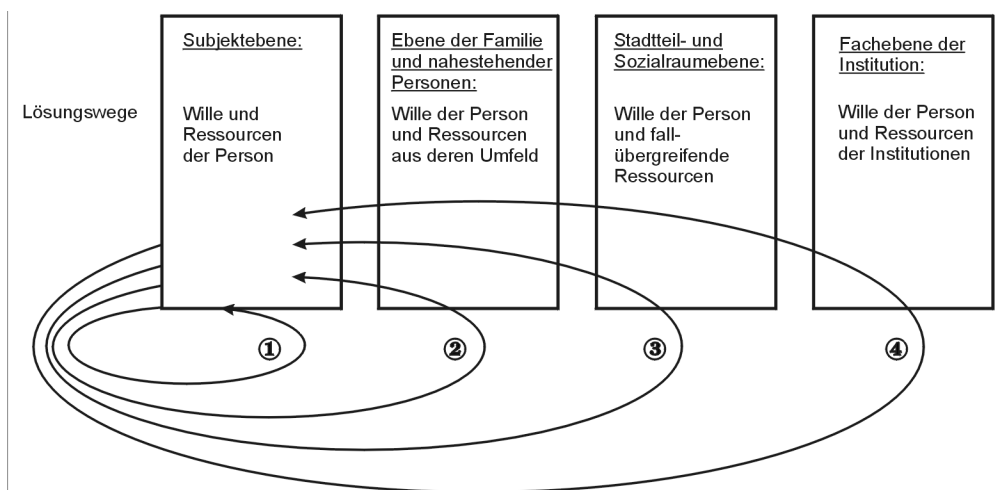 Lösungswege
Subjektebene:
Wille und
Ressourcen
der Person
Ebene der Familie
und nahestehender
Personen:
Wille der Person
und Ressourcen
aus deren Umfeld
Stadtteil- und
Sozialraumebene:
Wille der Person
und fall-
übergreifende
Ressourcen
Fachebene der
Institution:
Wille der Person
und Ressourcen
der Institutionen
① ② ③ ④